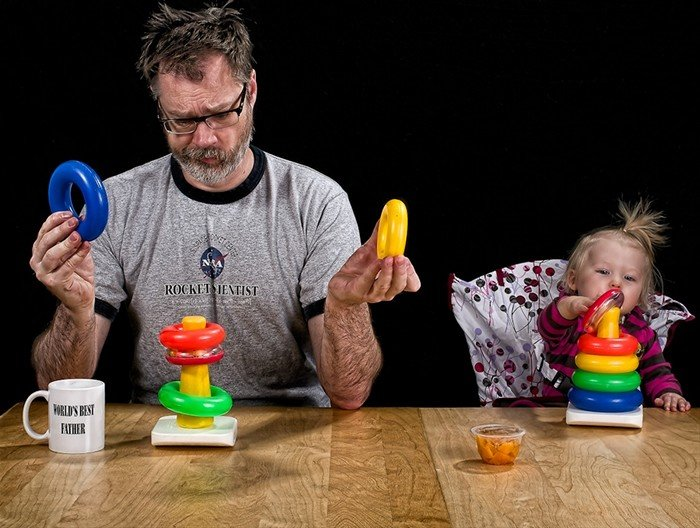 NASA
ROCKET SCIENTIST
WORLD'S BEST
FATHER